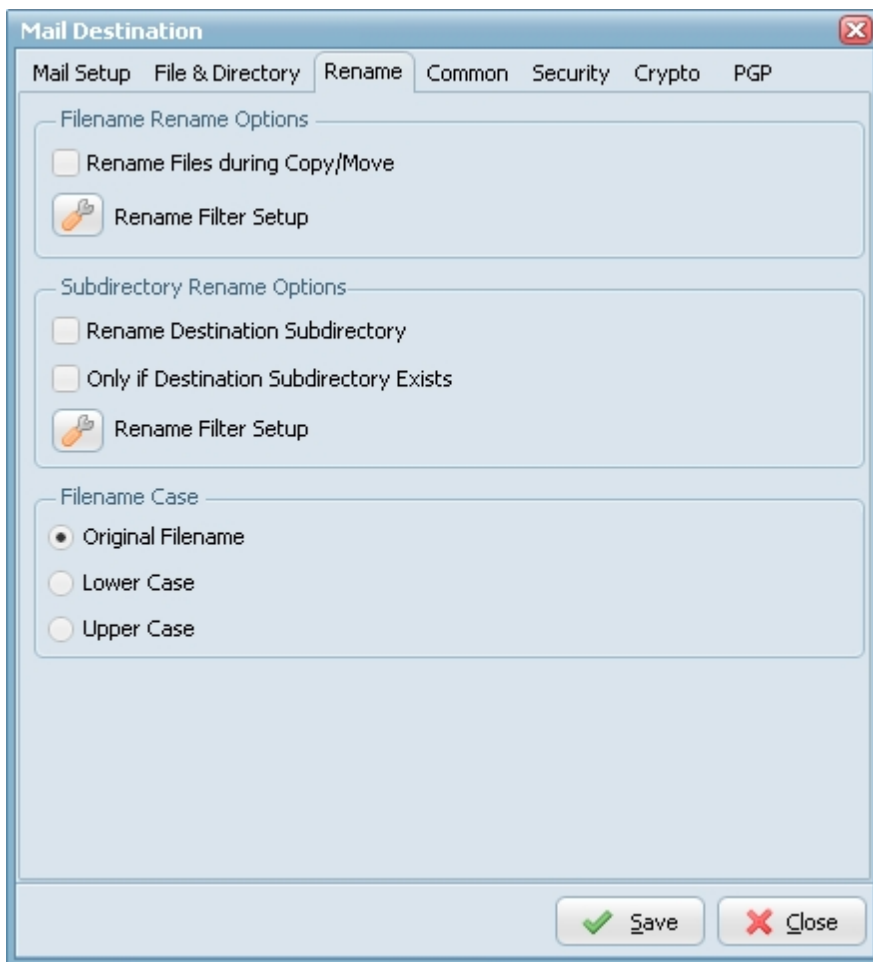 Mail Destination
Mail Setup File & Directory Rename Common Security Crypto PGP
Filename Rename Options
Rename Files during Copy/Move
Rename Filter Setup
Subdirectory Rename Options
Rename Destination Subdirectory
Only if Destination Subdirectory Exists
Rename Filter Setup
Filename Case
Original Filename
Lower Case
Upper Case
Save Close